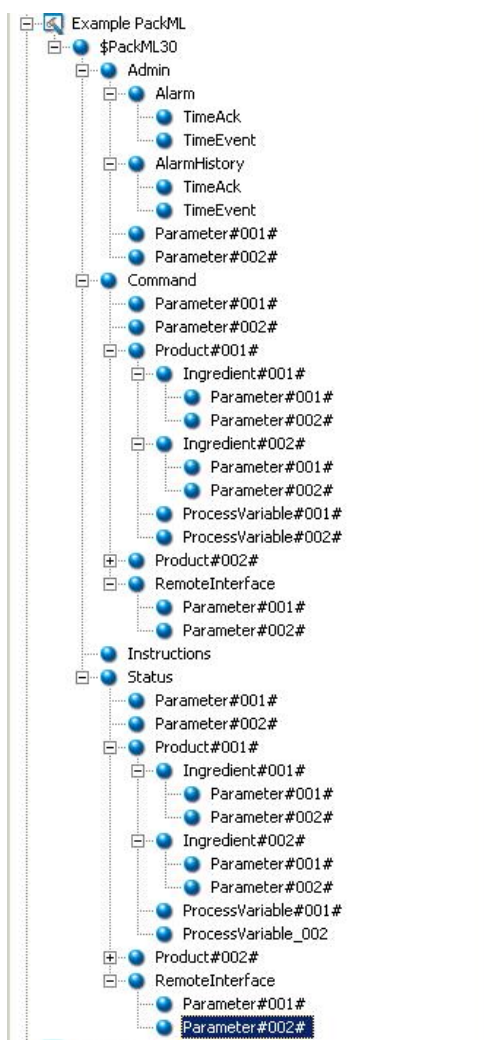 Example PackML
$PackML30
Admin
Alarm
TimeAck
TimeEvent
AlarmHistory
TimeAck
TimeEvent
Parameter#001#
Parameter#002#
Command
Parameter#001#
Parameter#002#
Product#001#
Ingredient#001#
Parameter#001#
Parameter#002#
Ingredient#002#
Parameter#001#
Parameter#002#
ProcessVariable#001#
ProcessVariable#002#
Product#002#
RemoteInterface
Parameter#001#
Parameter#002#
Instructions
Status
Parameter#001#
Parameter#002#
Product#001#
Ingredient#001#
Parameter#001#
Parameter#002#
Ingredient#002#
Parameter#001#
Parameter#002#
ProcessVariable#001#
ProcessVariable_002
Product#002#
RemoteInterface
Parameter#001#
Parameter#002#